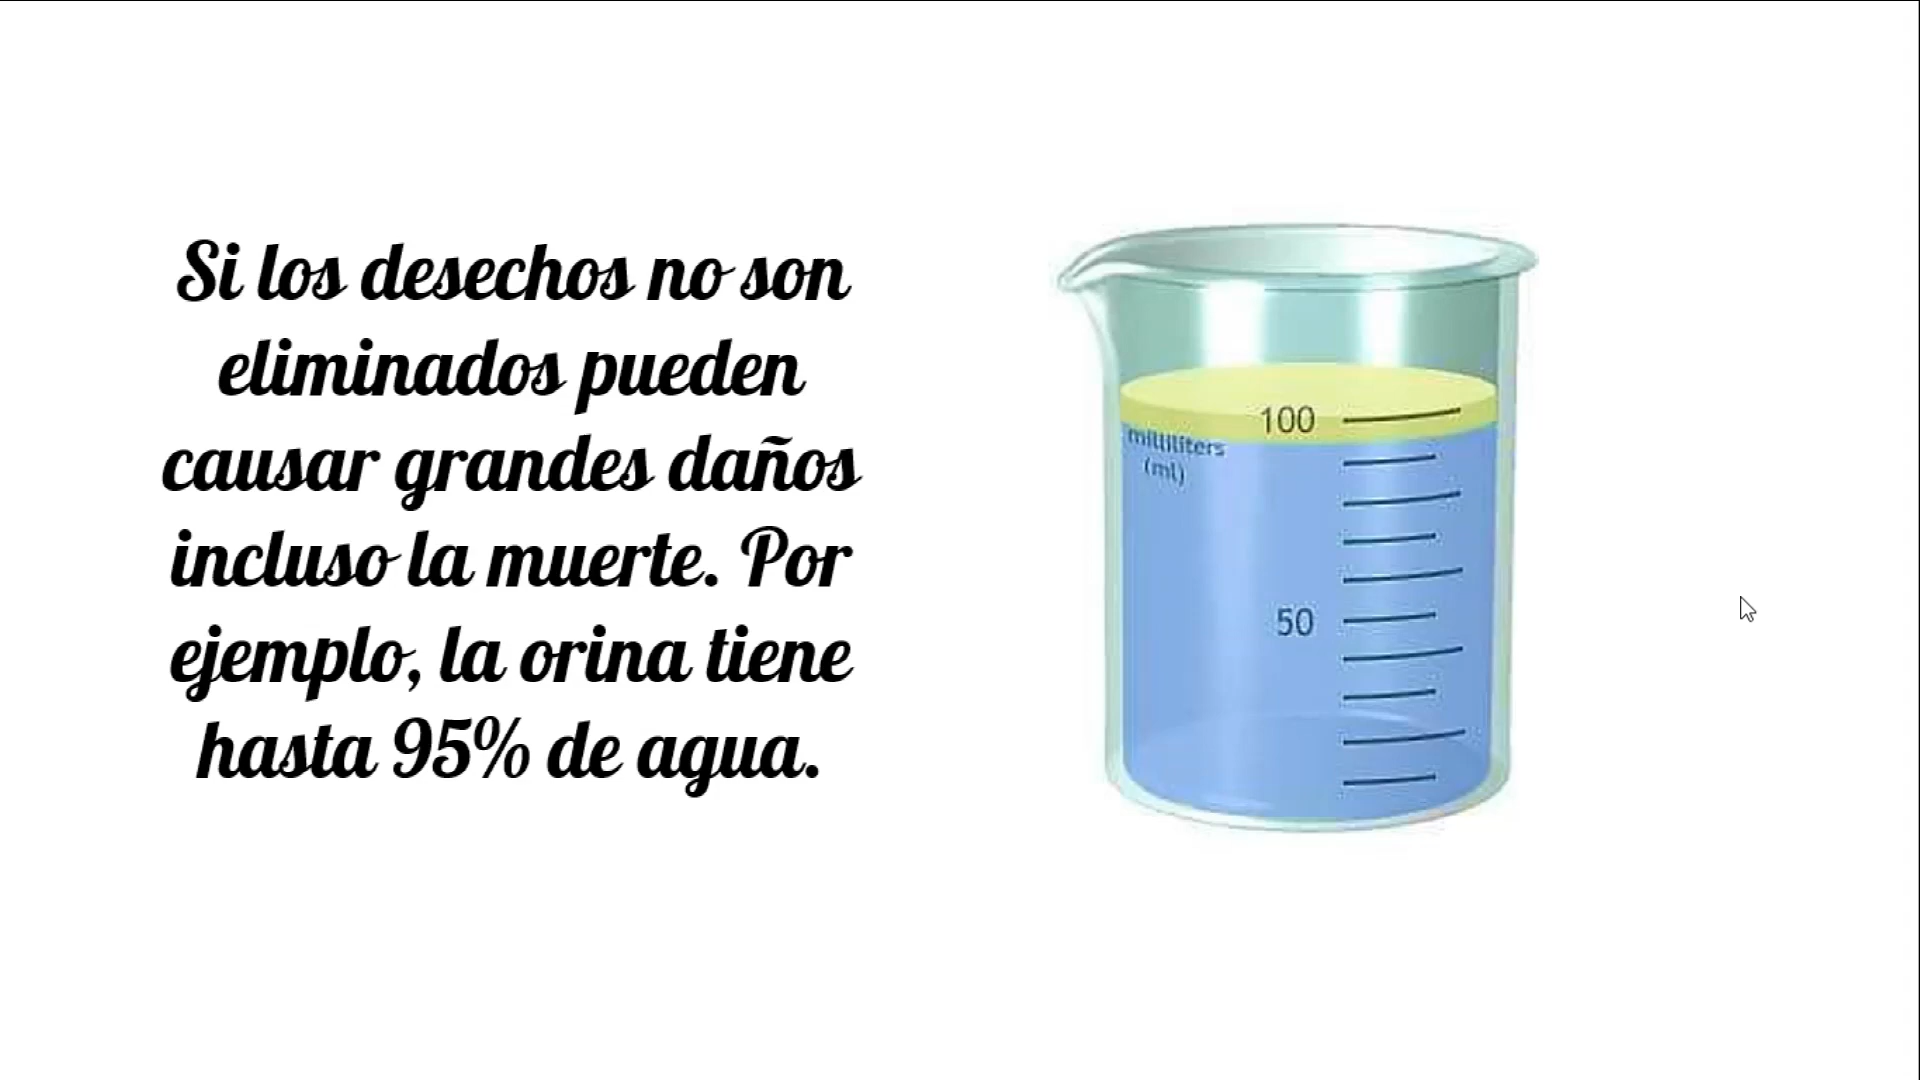 Si los desechos no son
eliminados pueden
causar grandes daños
incluso la muerte. Por
ejemplo, la orina tiene
hasta 95% de agua.
100
milliliters
(ml)
50